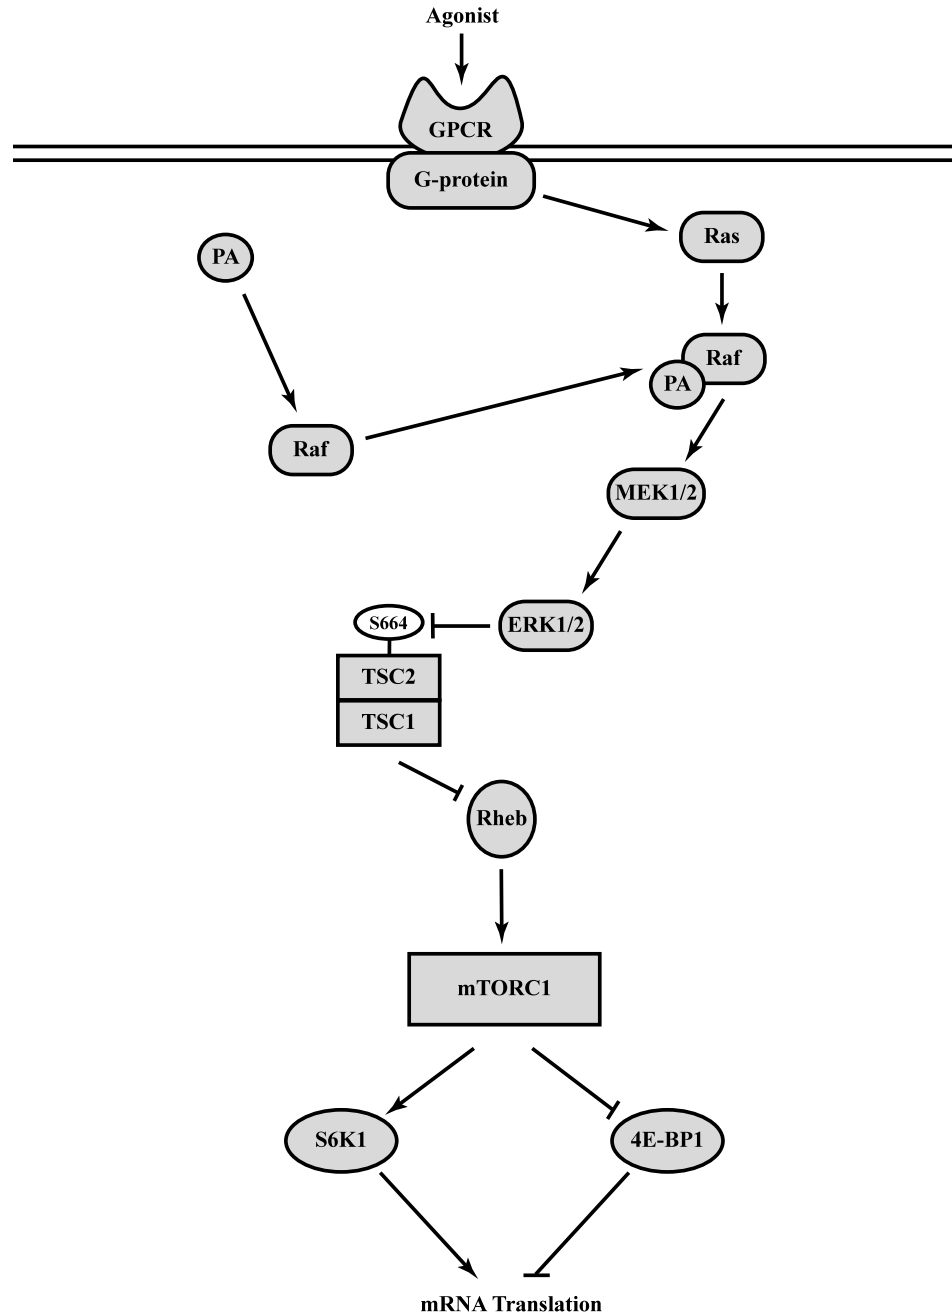 Agonist
GPCR
G-protein
Ras
PA
Raf
PA
Raf
MEK1/2
S664
ERK1/2
TSC2
TSC1
Rheb
mTORC1
S6K1
4E-BP1
mRNA Translation